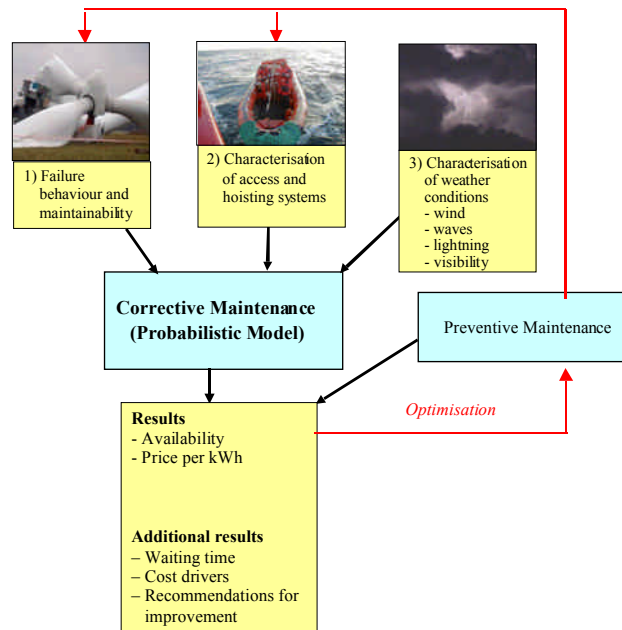 1) Failure
behaviour and
maintainability
2) Characterisation
of access and
hoisting systems
3) Characterisation
of weather
conditions
- wind
- waves
- lightning
- visibility
Corrective Maintenance
(Probabilistic Model)
Preventive Maintenance
Optimisation
Results
- Availability
- Price per kWh
Additional results
– Waiting time
– Cost drivers
– Recommendations for
improvement